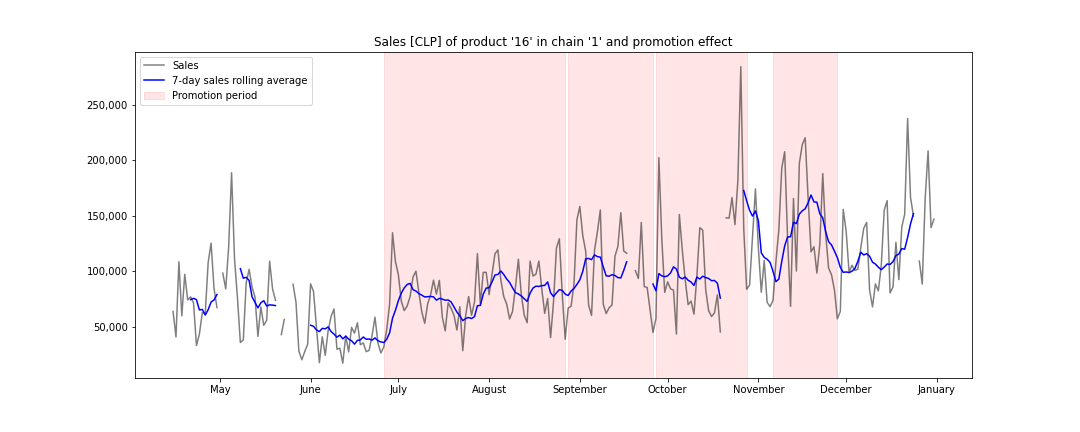 Sales [CLP] of product '16' in chain '1' and promotion effect
Sales
7-day sales rolling average
Promotion period
250,000
200,000
150,000
100,000
50,000
May June July August September October November December January